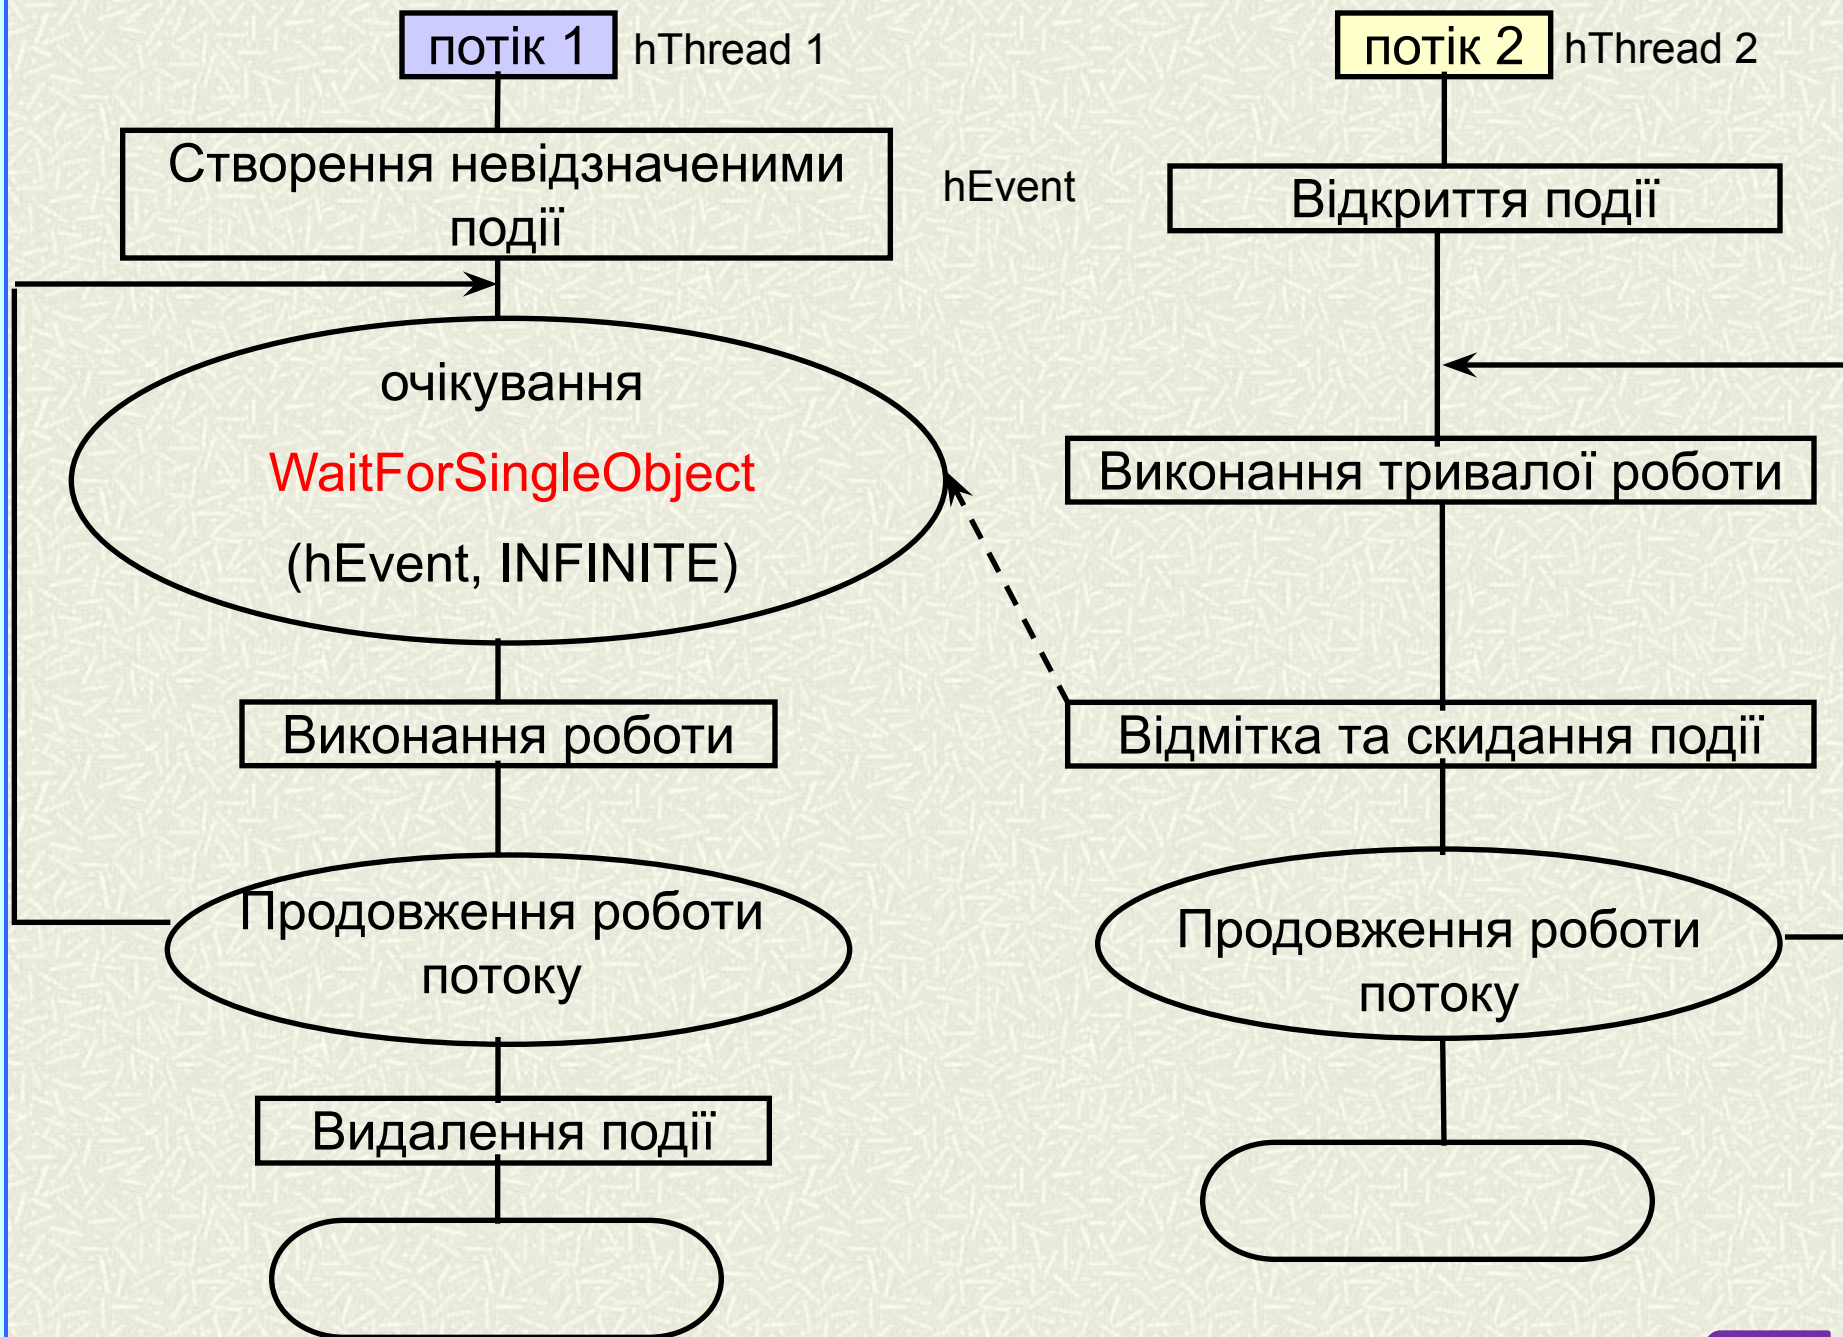 потік 1
hThread 1
Створення невідзначеними
події
hEvent
очікування
WaitForSingleObject
(hEvent, INFINITE)
Виконання роботи
Продовження роботи
потоку
Видалення події
потік 2
hThread 2
Відкриття події
Виконання тривалої роботи
Відмітка та скидання події
Продовження роботи
потоку